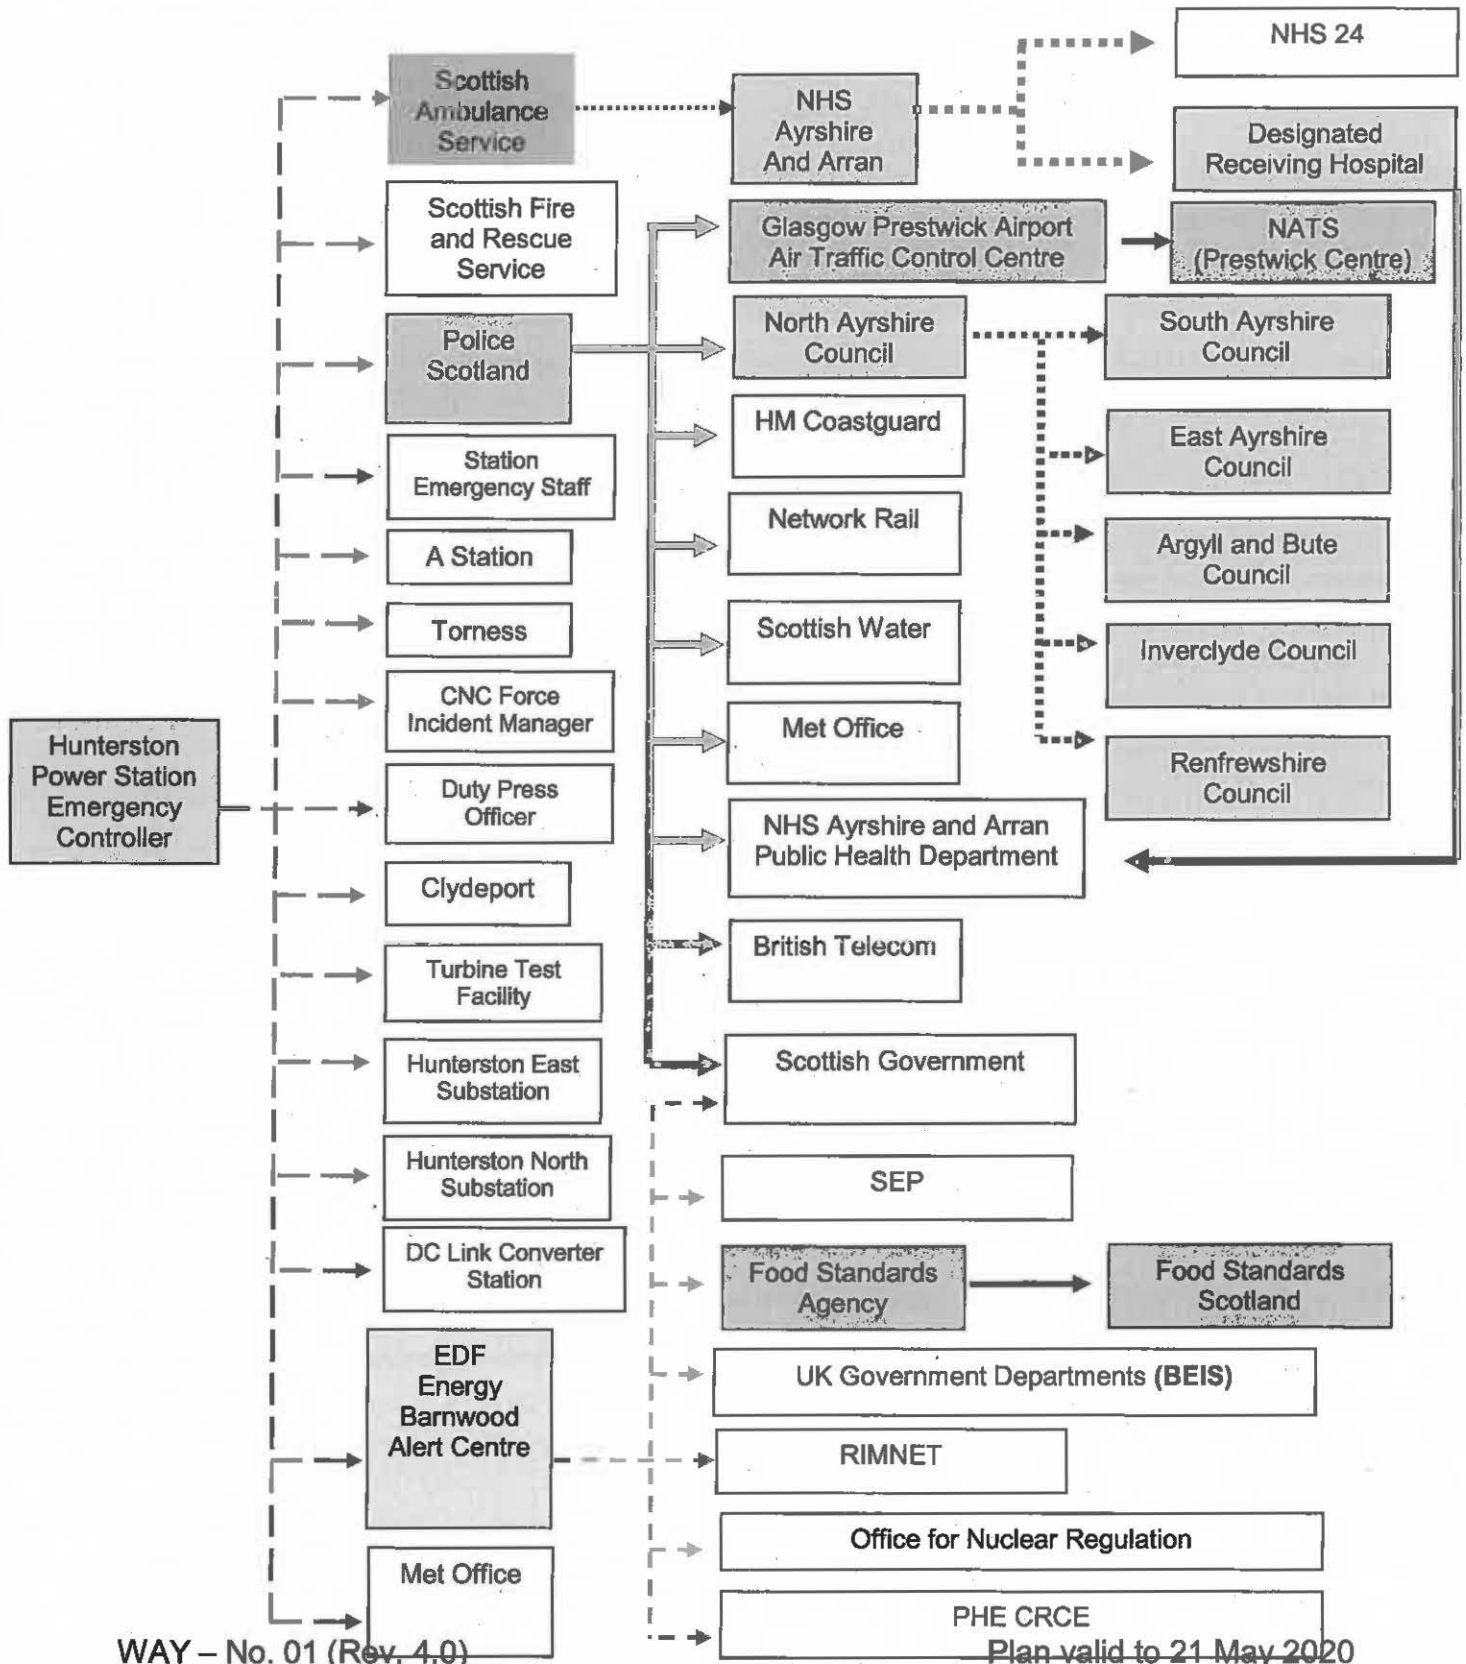 NHS 24
Scottish
Ambulance
Service
NHS
Ayrshire
And Arran
Designated
Receiving Hospital
Scottish Fire
and Rescue
Service
Glasgow Prestwick Airport
Air Traffic Control Centre
NATS
(Prestwick Centre)
Police
Scotland
North Ayrshire
Council
South Ayrshire
Council
HM Coastguard
East Ayrshire
Council
Station
Emergency Staff
Network Rail
A Station
Argyll and Bute
Council
Torness
Scottish Water
Inverclyde Council
CNC Force
Incident Manager
Met Office
Hunterston
Power Station
Emergency
Controller
Renfrewshire
Council
Duty Press
Officer
NHS Ayrshire and Arran
Public Health Department
Clydeport
British Telecom
Turbine Test
Facility
Hunterston East
Substation
Scottish Government
Hunterston North
Substation
SEP
DC Link Converter
Station
Food Standards
Agency
Food Standards
Scotland
EDF
Energy
Barnwood
Alert Centre
UK Government Departments (BEIS)
RIMNET
Office for Nuclear Regulation
Met Office
PHE CRCE
WAY – No. 01 (Rev. 4.0)
Plan valid to 21 May 2020